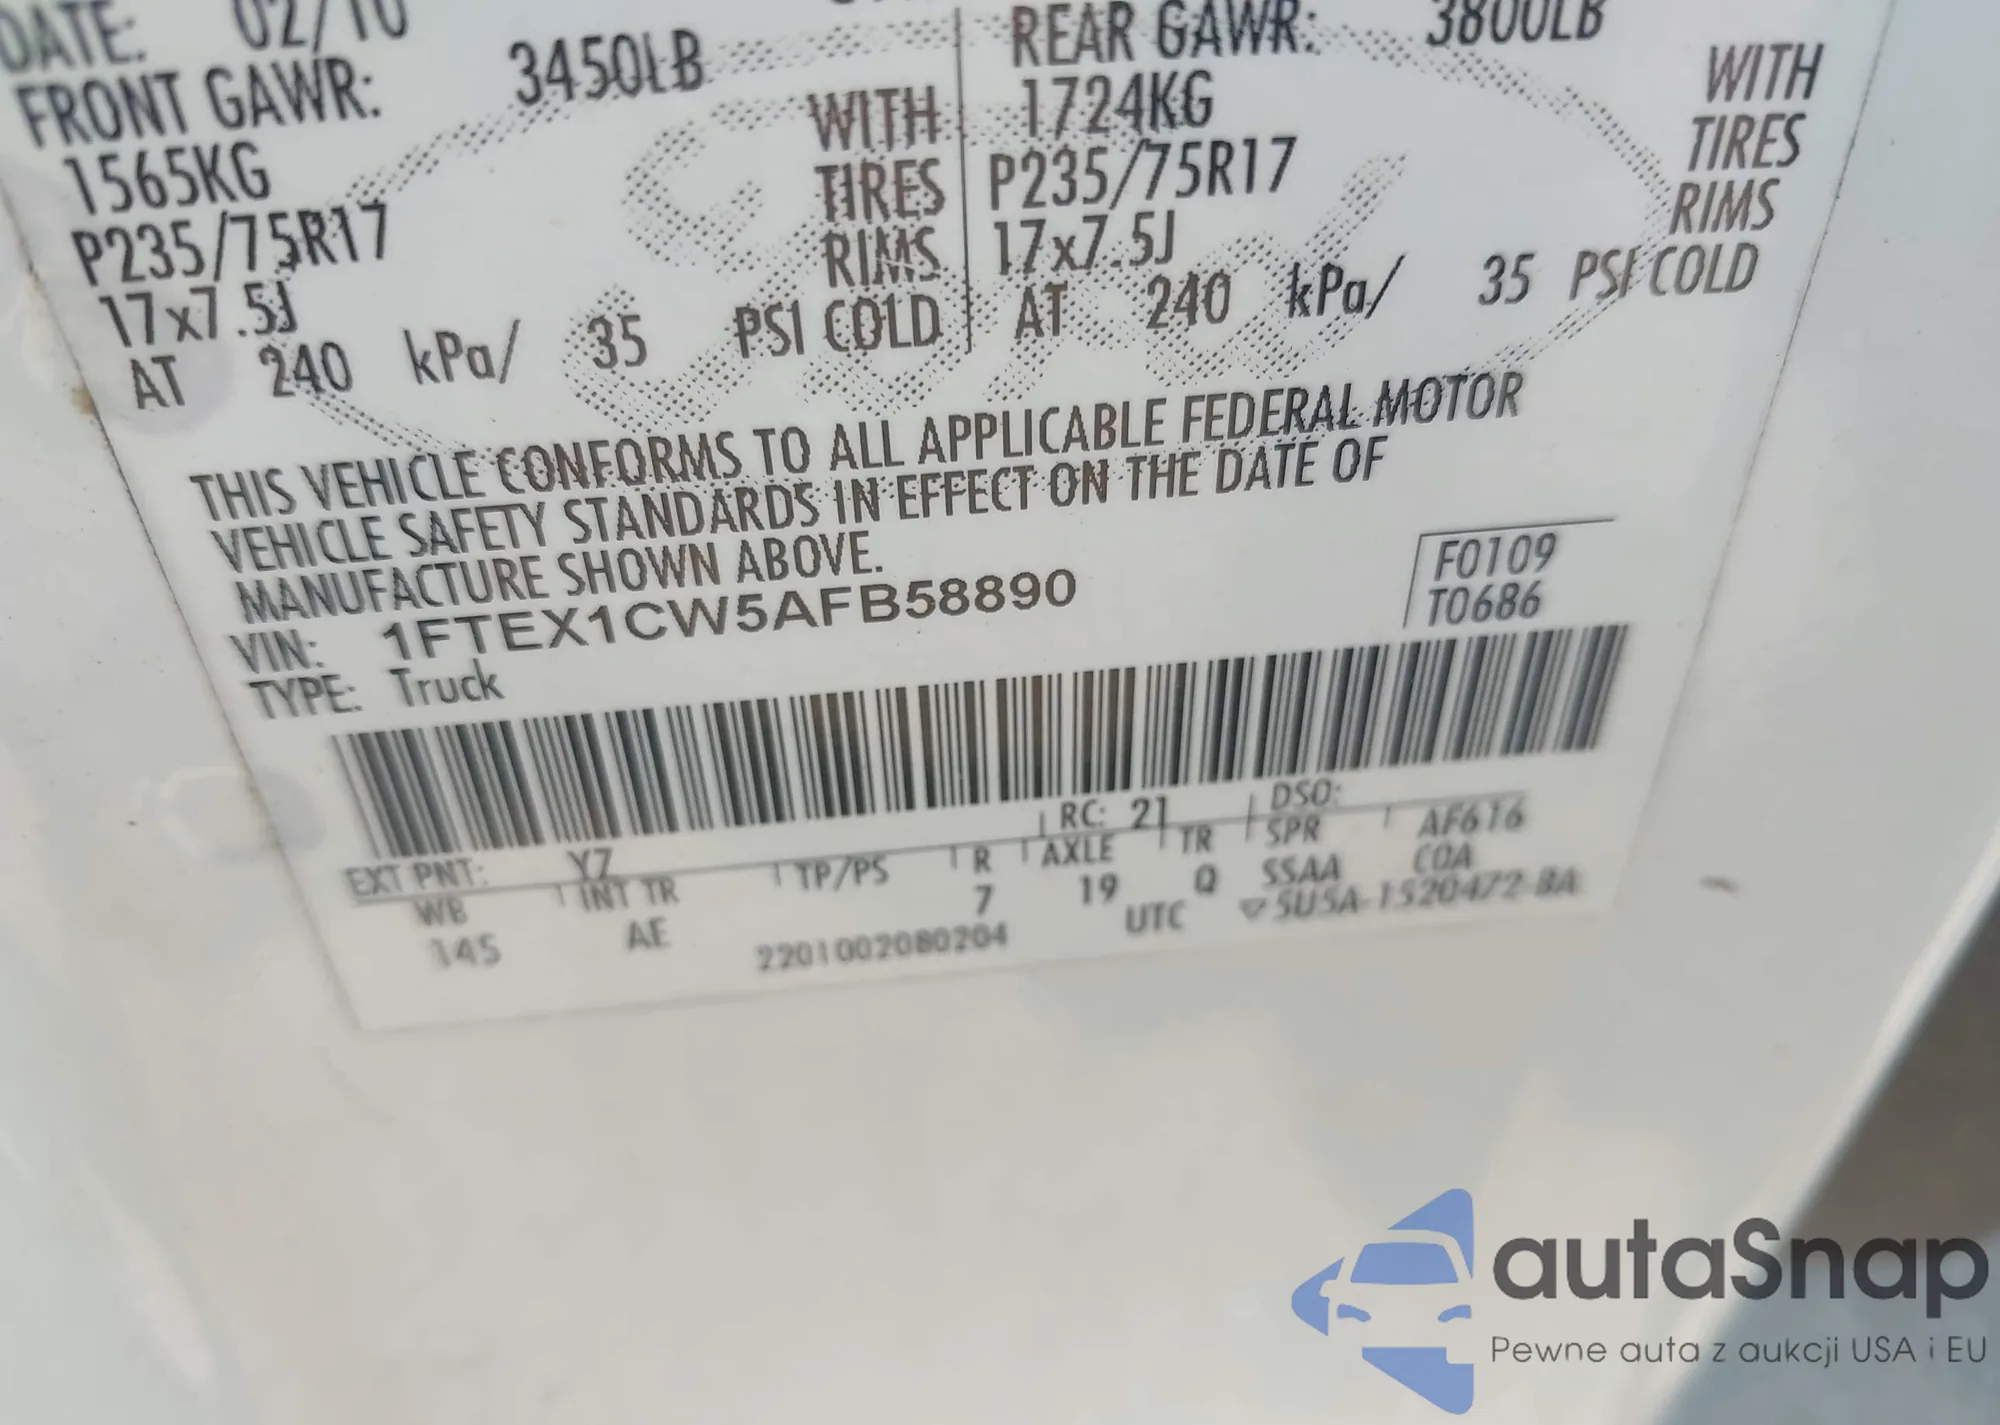 DATE: 02/10
FRONT GAWR: 3450LB
1565KG WITH
P235/75R17 TIRES
17x7.5J RIMS
AT 240 kPa/ 35 PSI COLD
REAR GAWR: 3800LB
1724KG WITH
P235/75R17 TIRES
17x7.5J RIMS
AT 240 kPa/ 35 PSI COLD
THIS VEHICLE CONFORMS TO ALL APPLICABLE FEDERAL MOTOR
VEHICLE SAFETY STANDARDS IN EFFECT ON THE DATE OF
MANUFACTURE SHOWN ABOVE.
VIN: 1FTEX1CW5AFB58890
TYPE: Truck
F0109
T0686
EXT PNT: YZ RC: 21 DSO: AF616
WB INT TR TP/PS R AXLE TR SPR COA
145 AE 7 19 Q SSAA
2201002080204 UTC ▽5U5A-1520472-BA
autaSnap
Pewne auta z aukcji USA i EU